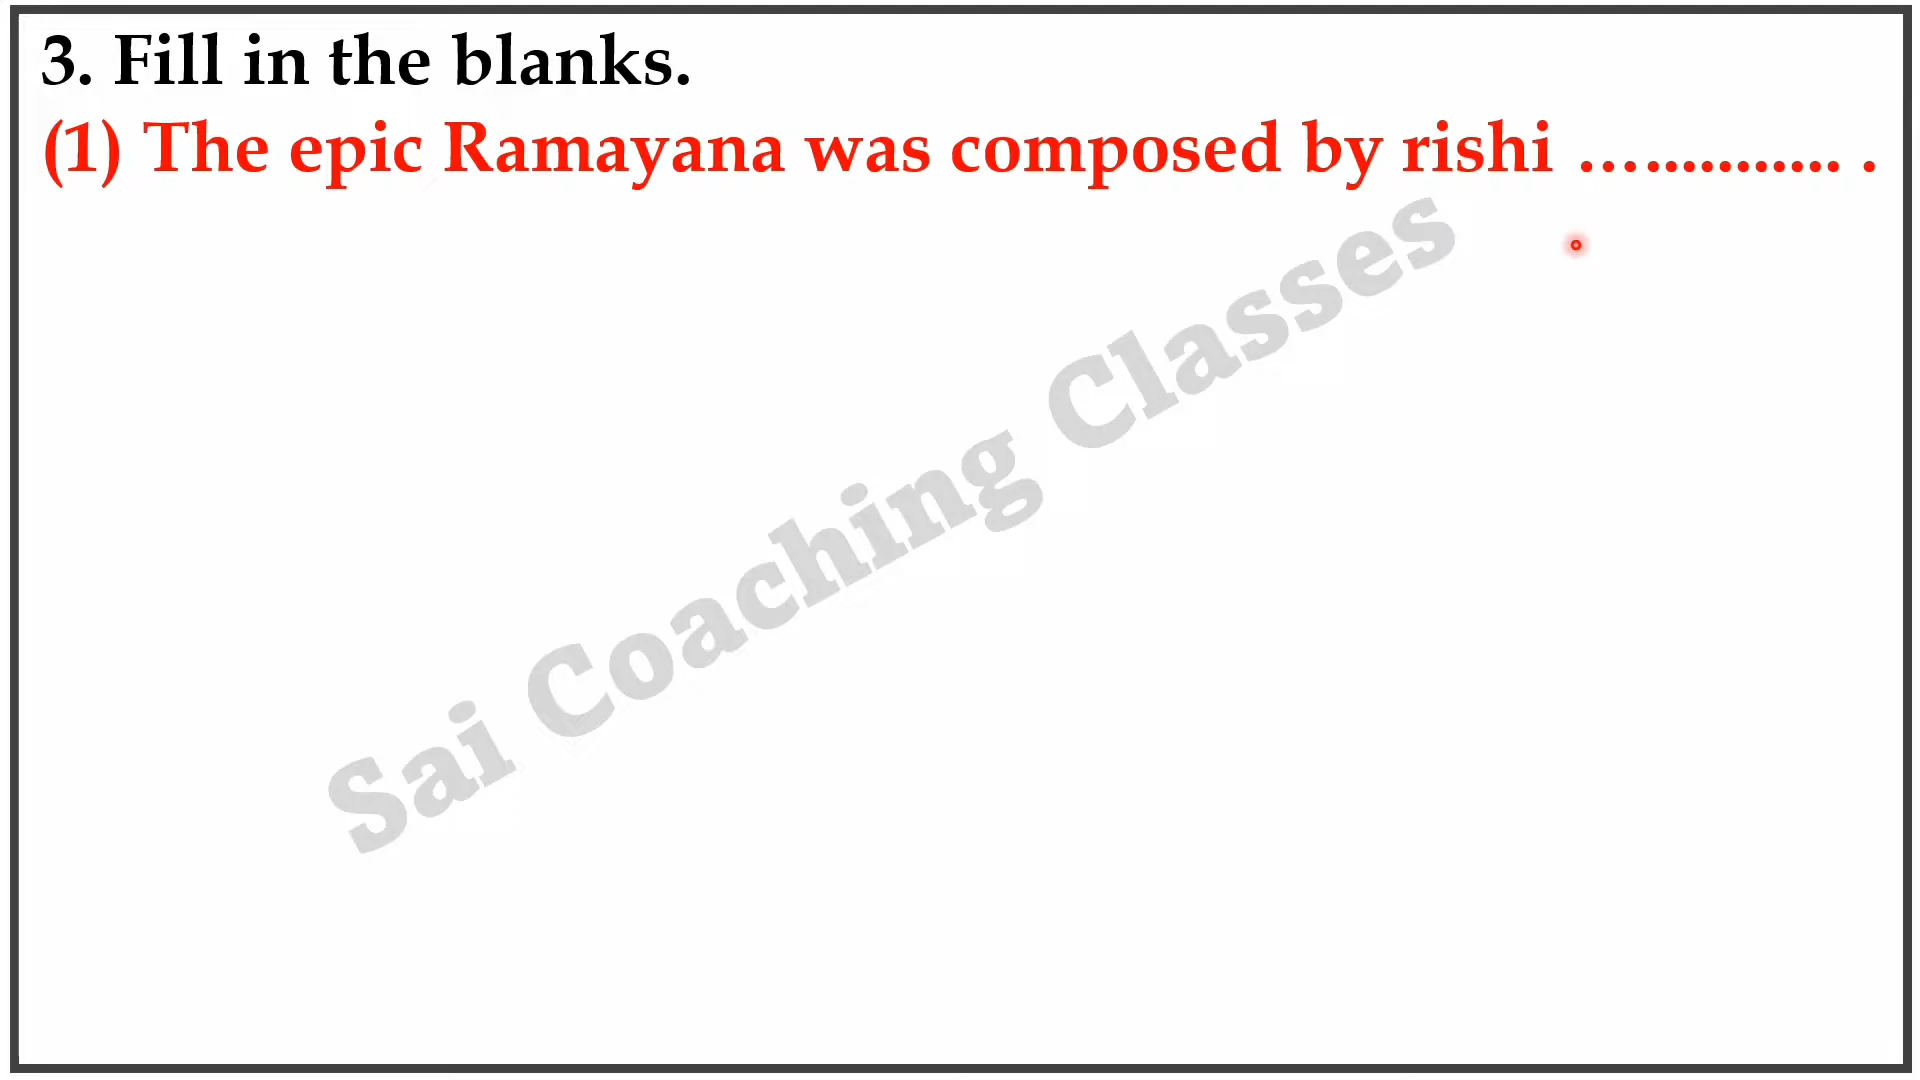 3. Fill in the blanks.
(1) The epic Ramayana was composed by rishi .............. .
Sai Coaching Classes